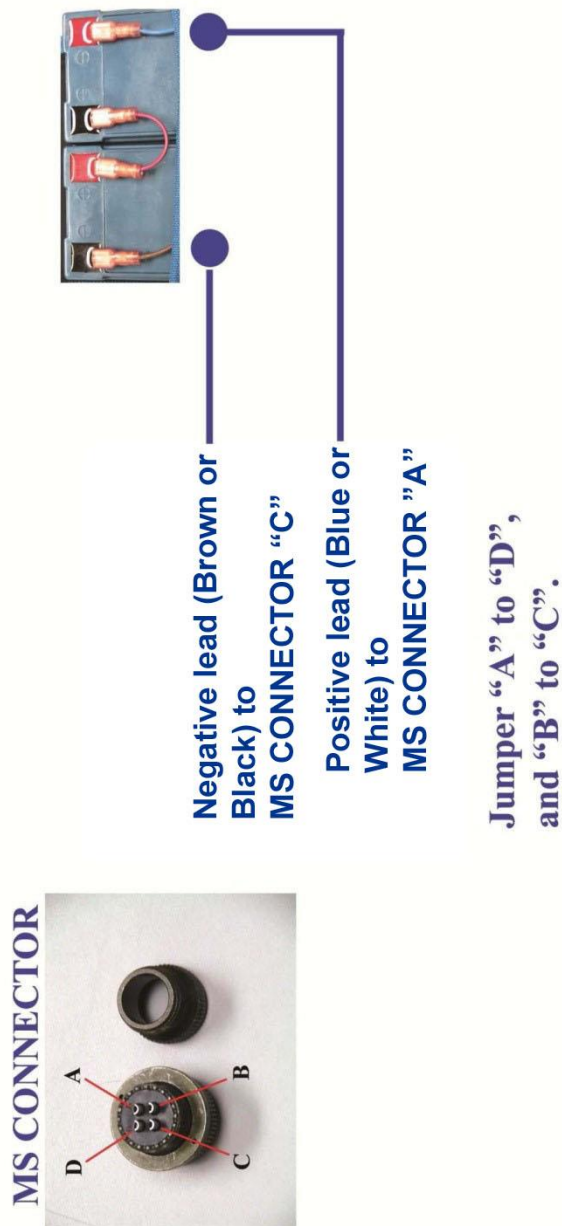 MS CONNECTOR
A
D
B
C
Negative lead (Brown or
Black) to
MS CONNECTOR “C”
Positive lead (Blue or
White) to
MS CONNECTOR ”A”
Jumper “A” to “D”,
and “B” to “C”.